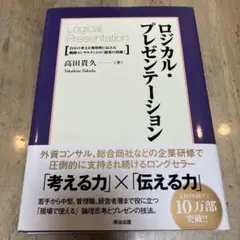 ロジカル・
プレゼンテーション
Logical
Presentation
自分の考えを効果的に伝える
戦略コンサルタントの「提案の技術」
高田貴久 著
Takahisa Takada
外資コンサル、総合商社などの企業研修で
圧倒的に支持され続けるロングセラー
「考える力」×「伝える力」
若手から中堅、管理職、経営者層まで役に立つ
「現場で使える」論理思考とプレゼンの技法。
10万部
突破!!
英治出版